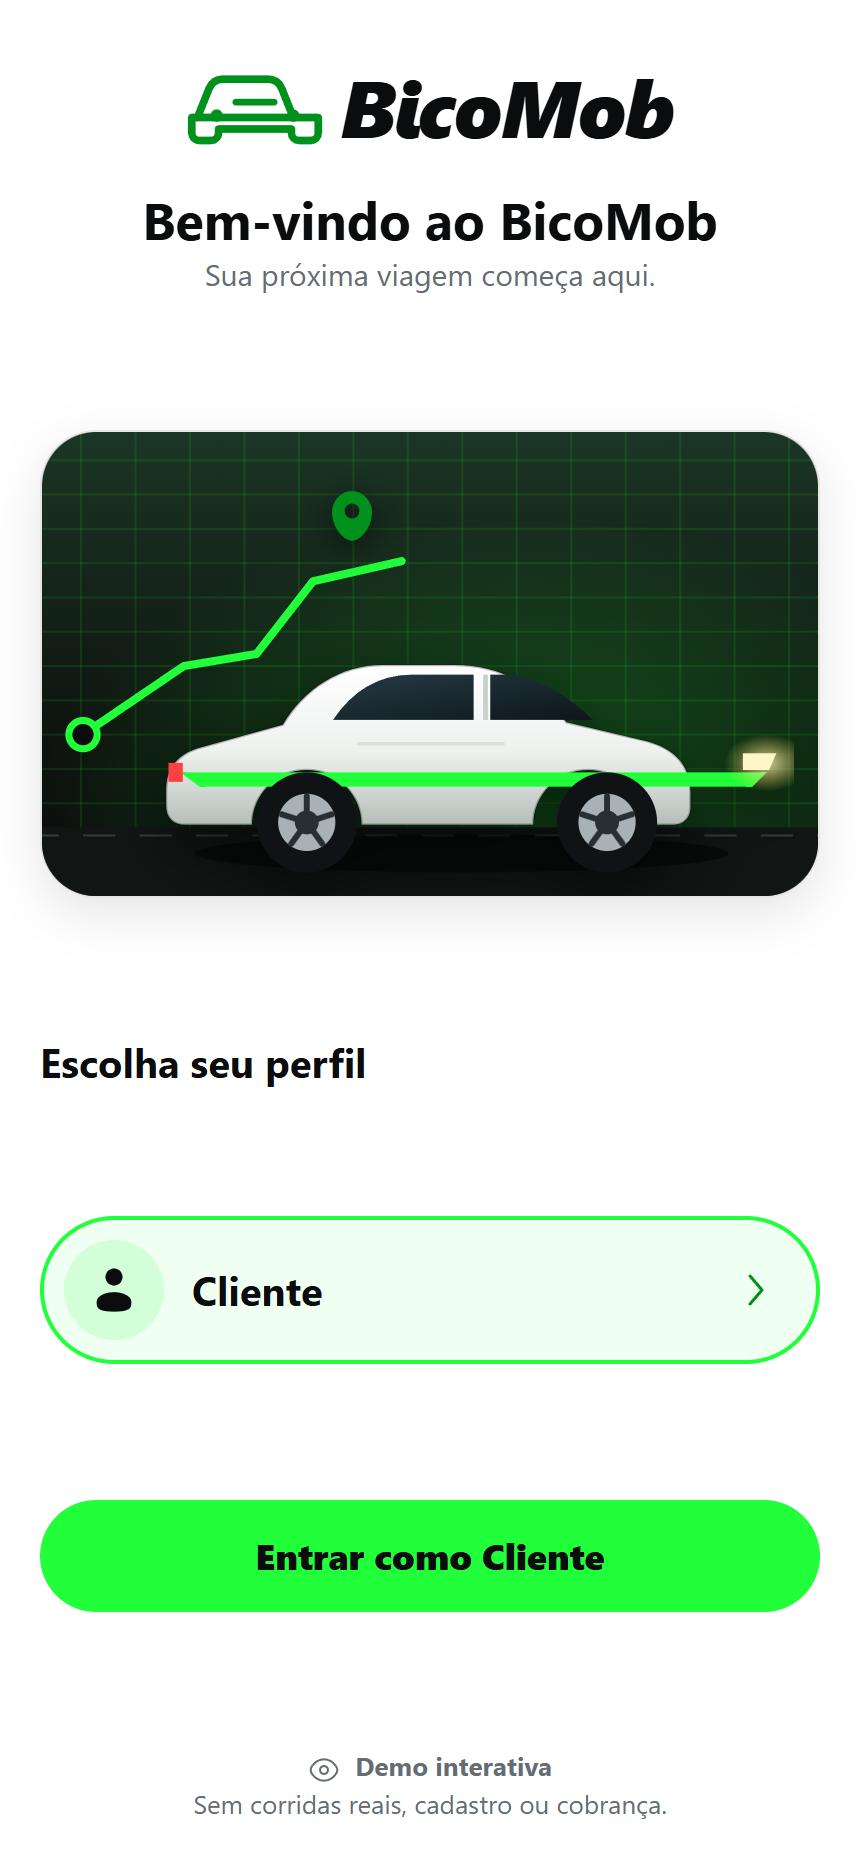 BicoMob
Bem-vindo ao BicoMob
Sua próxima viagem começa aqui.
Escolha seu perfil
Cliente
Entrar como Cliente
Demo interativa
Sem corridas reais, cadastro ou cobrança.